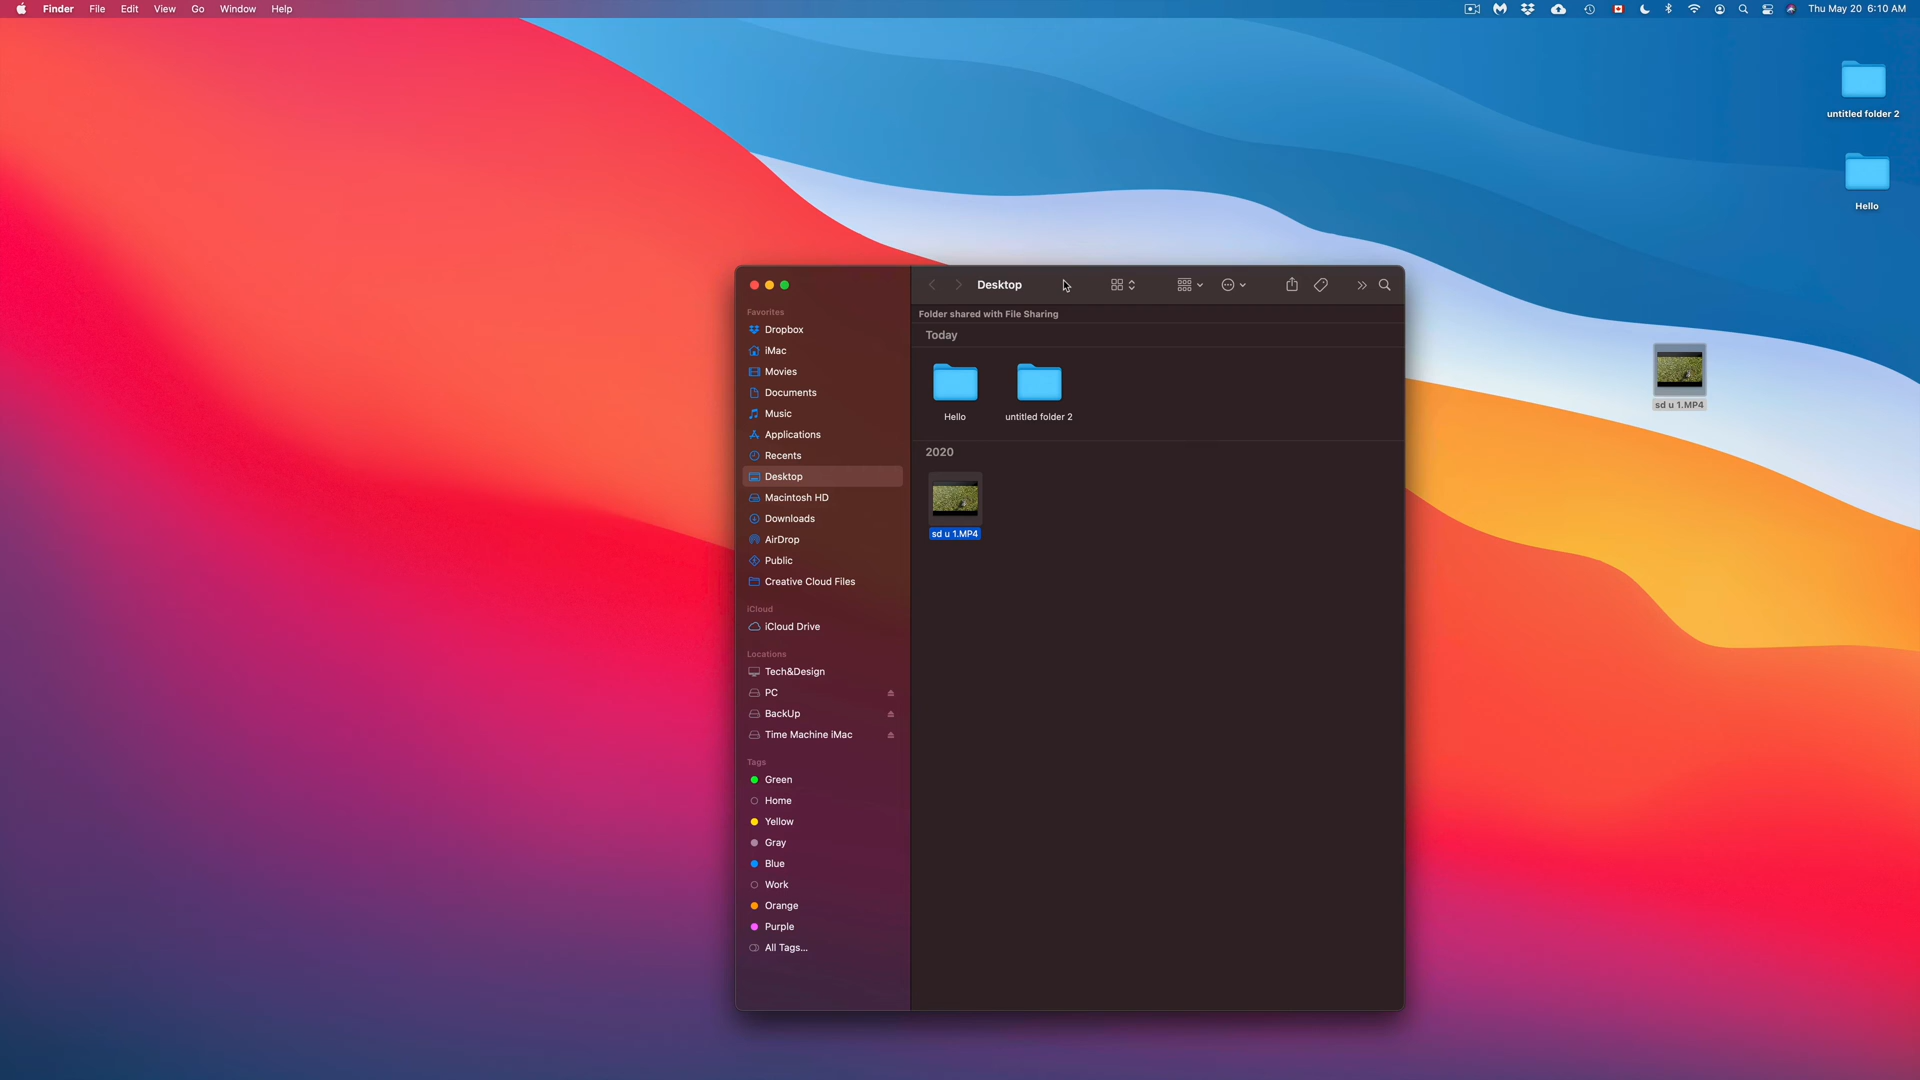 Finder File Edit View Go Window Help
Thu May 20 6:10 AM
untitled folder 2
Hello
sd u 1.MP4
Desktop
Folder shared with File Sharing
Today
Hello
untitled folder 2
2020
sd u 1.MP4
Favorites
Dropbox
iMac
Movies
Documents
Music
Applications
Recents
Desktop
Macintosh HD
Downloads
AirDrop
Public
Creative Cloud Files
iCloud
iCloud Drive
Locations
Tech&Design
PC
BackUp
Time Machine iMac
Tags
Green
Home
Yellow
Gray
Blue
Work
Orange
Purple
All Tags...